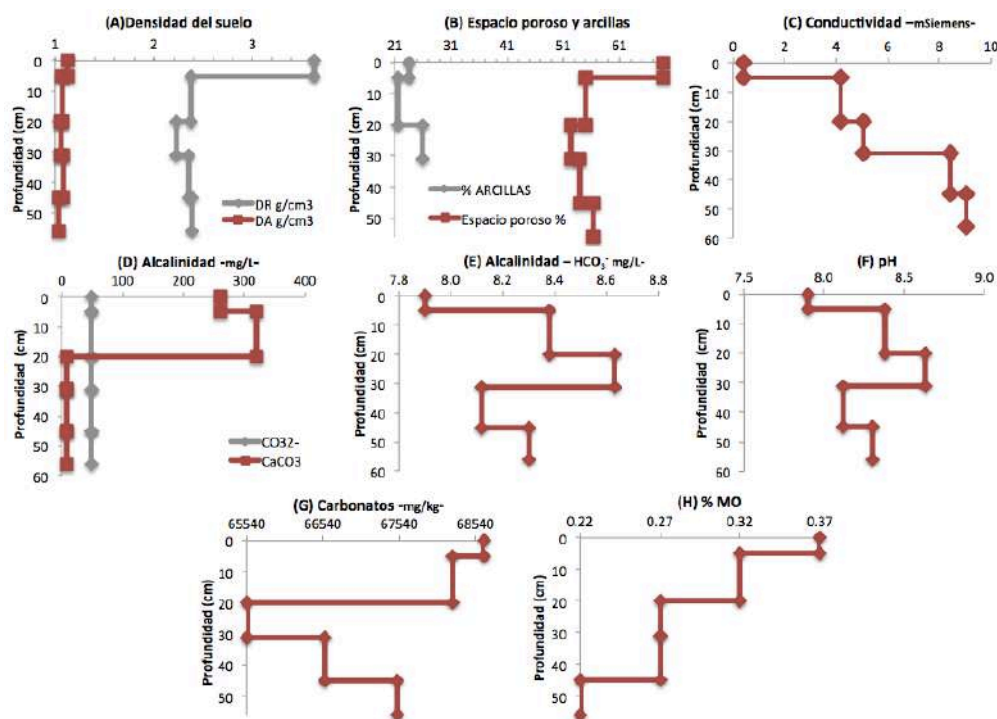 (A)Densidad del suelo
1 2 3
0
10
20
30
40
50
Profundidad (cm)
DR g/cm3
DA g/cm3
(B) Espacio poroso y arcillas
21 31 41 51 61
0
10
20
30
40
50
Profundidad (cm)
% ARCILLAS
Espacio poroso %
(C) Conductividad –mSiemens-
0 2 4 6 8 10
0
10
20
30
40
50
60
Profundidad (cm)
(D) Alcalinidad -mg/L-
0 100 200 300 400
0
10
20
30
40
50
60
Profundidad (cm)
CO32-
CaCO3
(E) Alcalinidad – HCO3- mg/L-
7.8 8.0 8.2 8.4 8.6 8.8
0
10
20
30
40
50
60
Profundidad (cm)
(F) pH
7.5 8.0 8.5 9.0
0
10
20
30
40
50
60
Profundidad (cm)
(G) Carbonatos -mg/kg-
65540 66540 67540 68540
0
10
20
30
40
50
Profundidad (cm)
(H) % MO
0.22 0.27 0.32 0.37
0
10
20
30
40
50
Profundidad (cm)